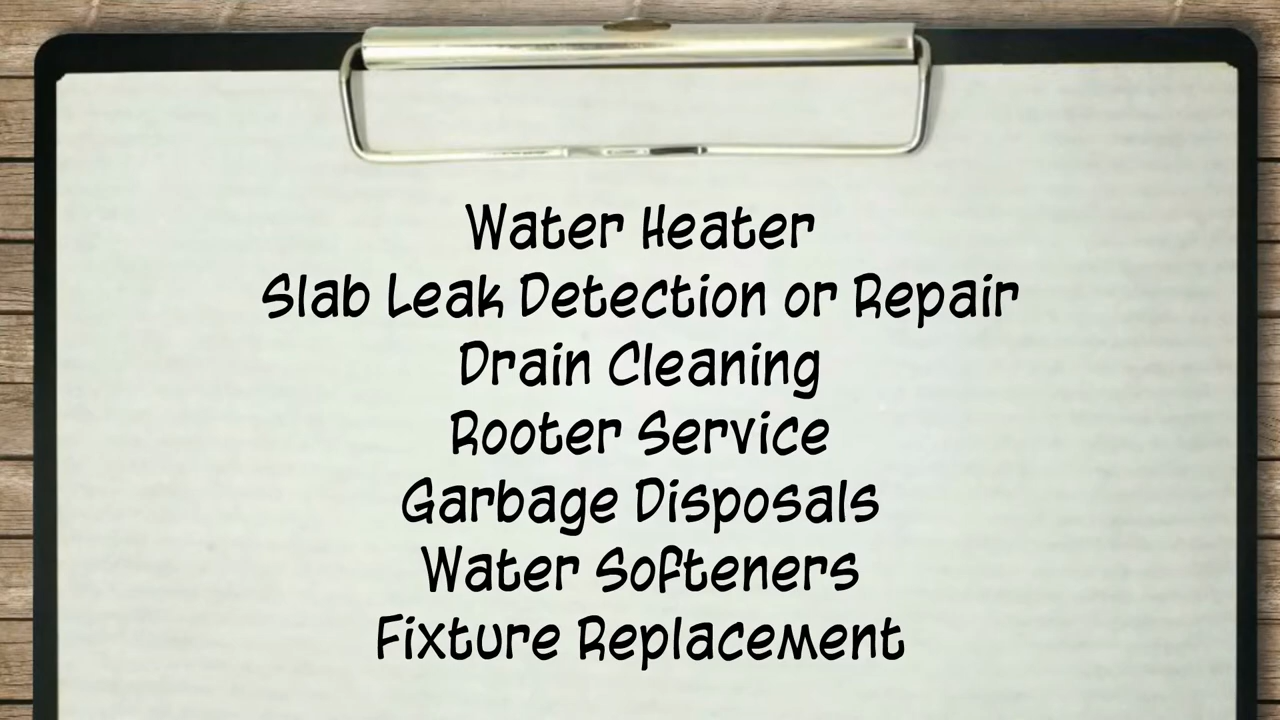 Water Heater
Slab Leak Detection or Repair
Drain Cleaning
Rooter Service
Garbage Disposals
Water Softeners
Fixture Replacement